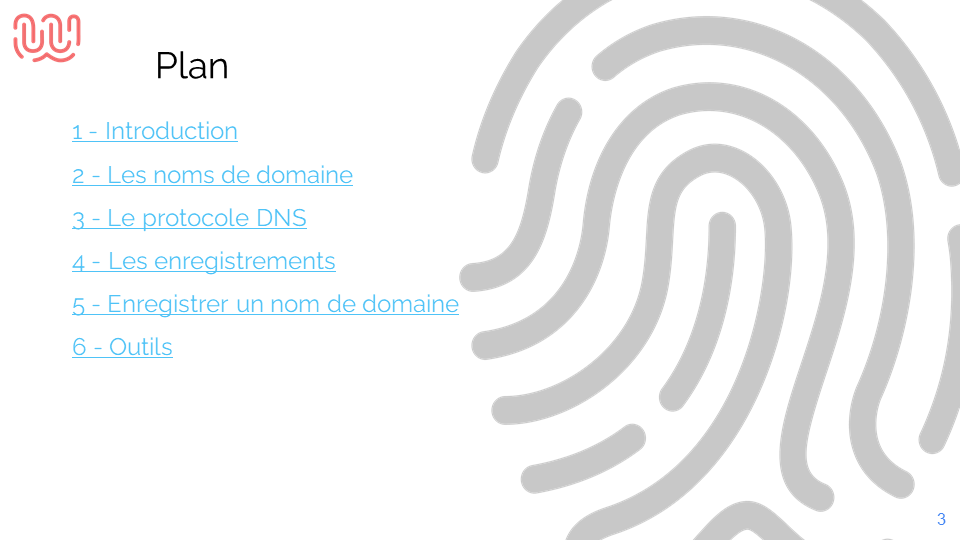 Plan
1 - Introduction
2 - Les noms de domaine
3 - Le protocole DNS
4 - Les enregistrements
5 - Enregistrer un nom de domaine
6 - Outils
3